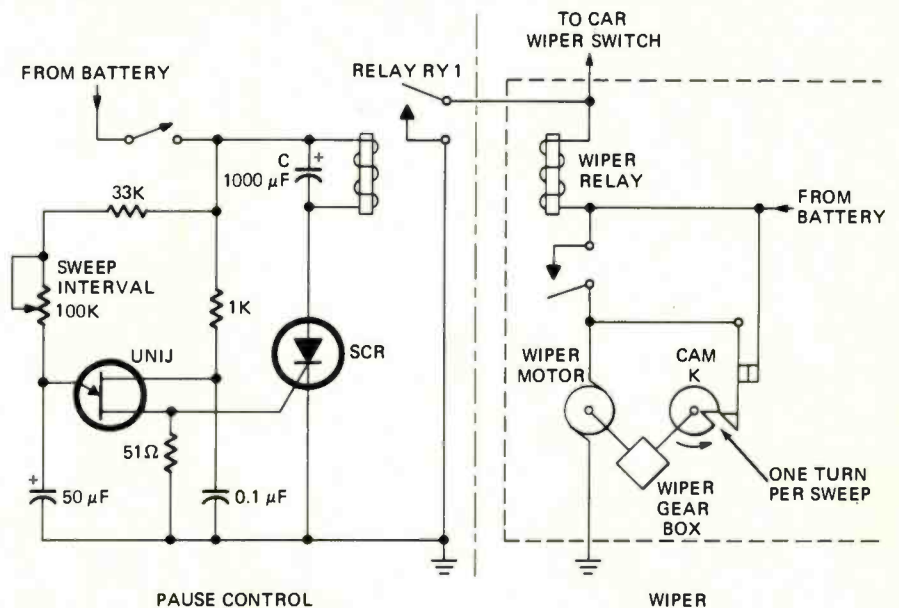 TO CAR
WIPER SWITCH
FROM BATTERY
RELAY RY 1
C
1000 µF
+
33K
WIPER
RELAY
FROM
BATTERY
SWEEP
INTERVAL
100K
1K
UNIJ
SCR
WIPER
MOTOR
CAM
K
51Ω
+
50 µF
0.1 µF
ONE TURN
PER SWEEP
WIPER
GEAR
BOX
PAUSE CONTROL
WIPER